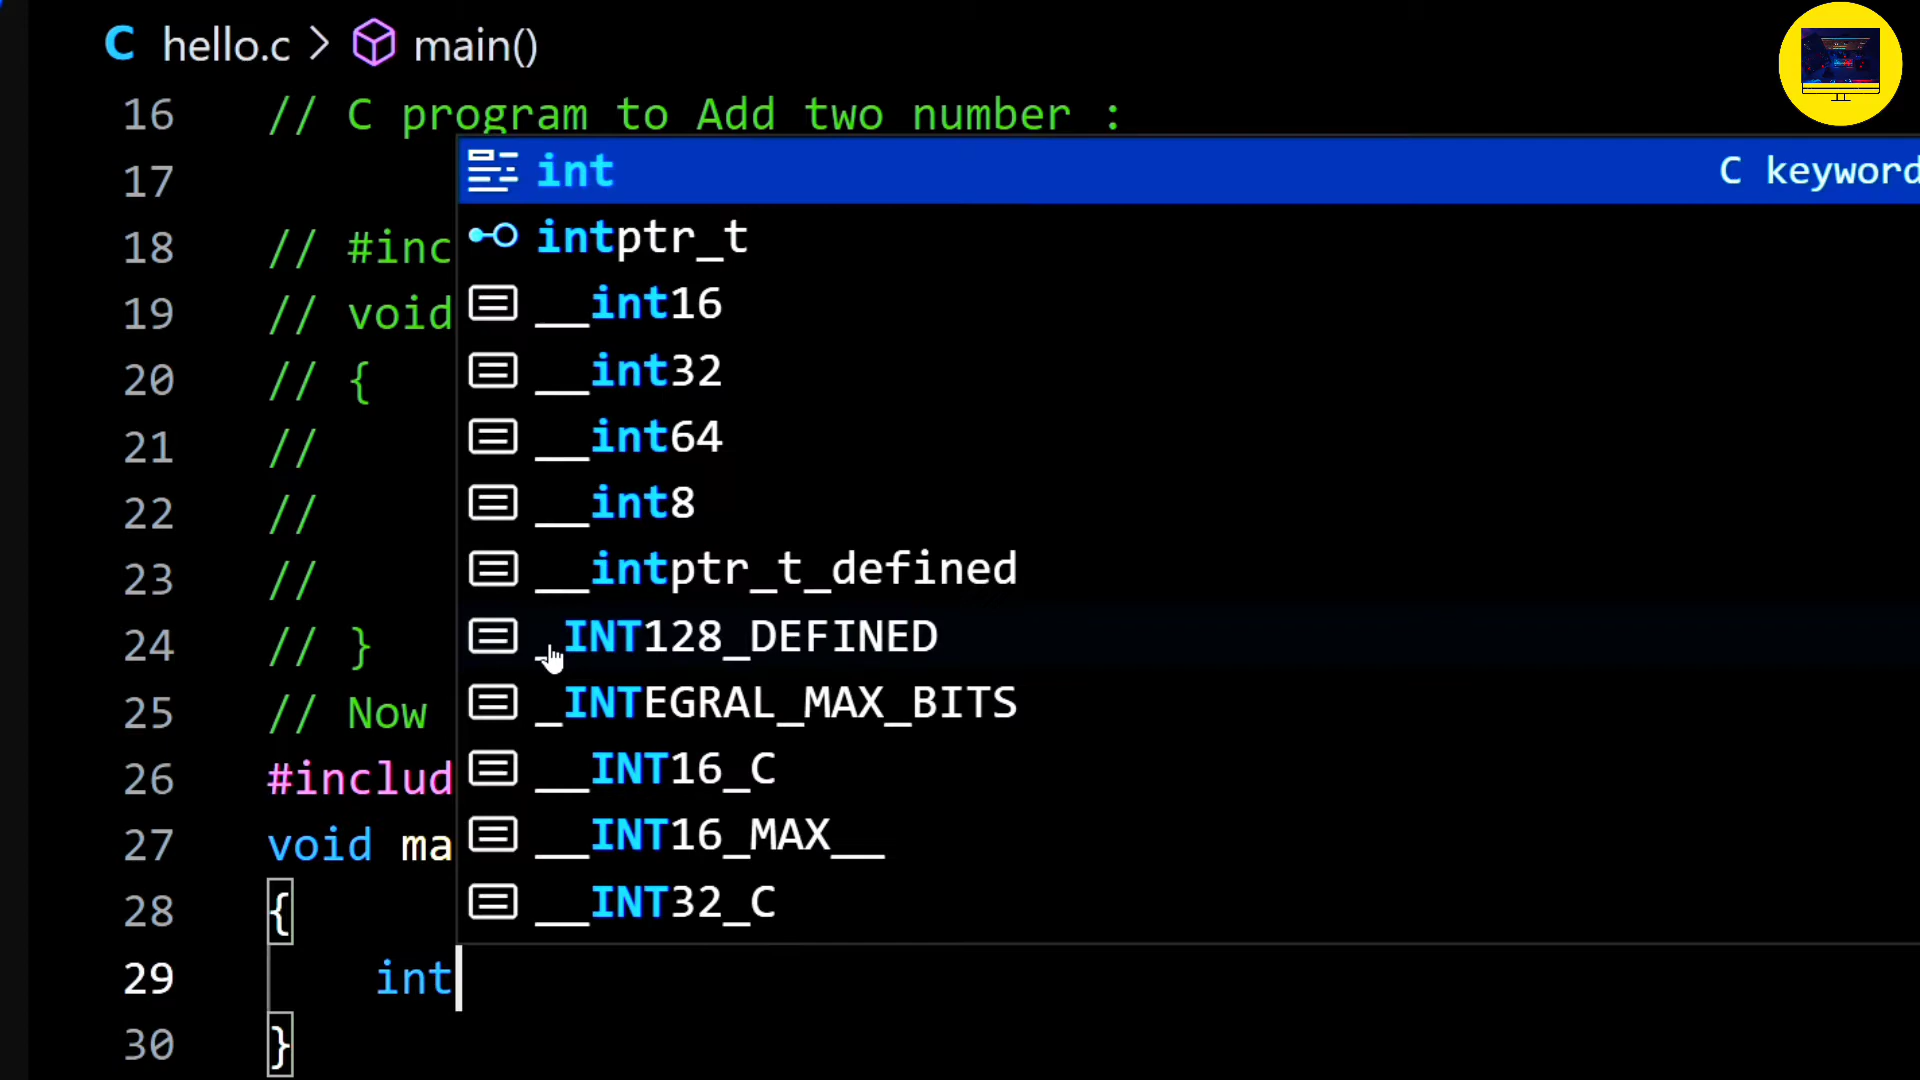 C hello.c > main()
16 // C program to Add two number :
int C keyword
17
intptr_t
18 // #inc
__int16
19 // void
__int32
20 // {
__int64
21 //
__int8
22 //
__intptr_t_defined
23 //
_INT128_DEFINED
24 // }
_INTEGRAL_MAX_BITS
25 // Now
__INT16_C
26 #includ
__INT16_MAX__
27 void ma
__INT32_C
28 {
29 int
30 }